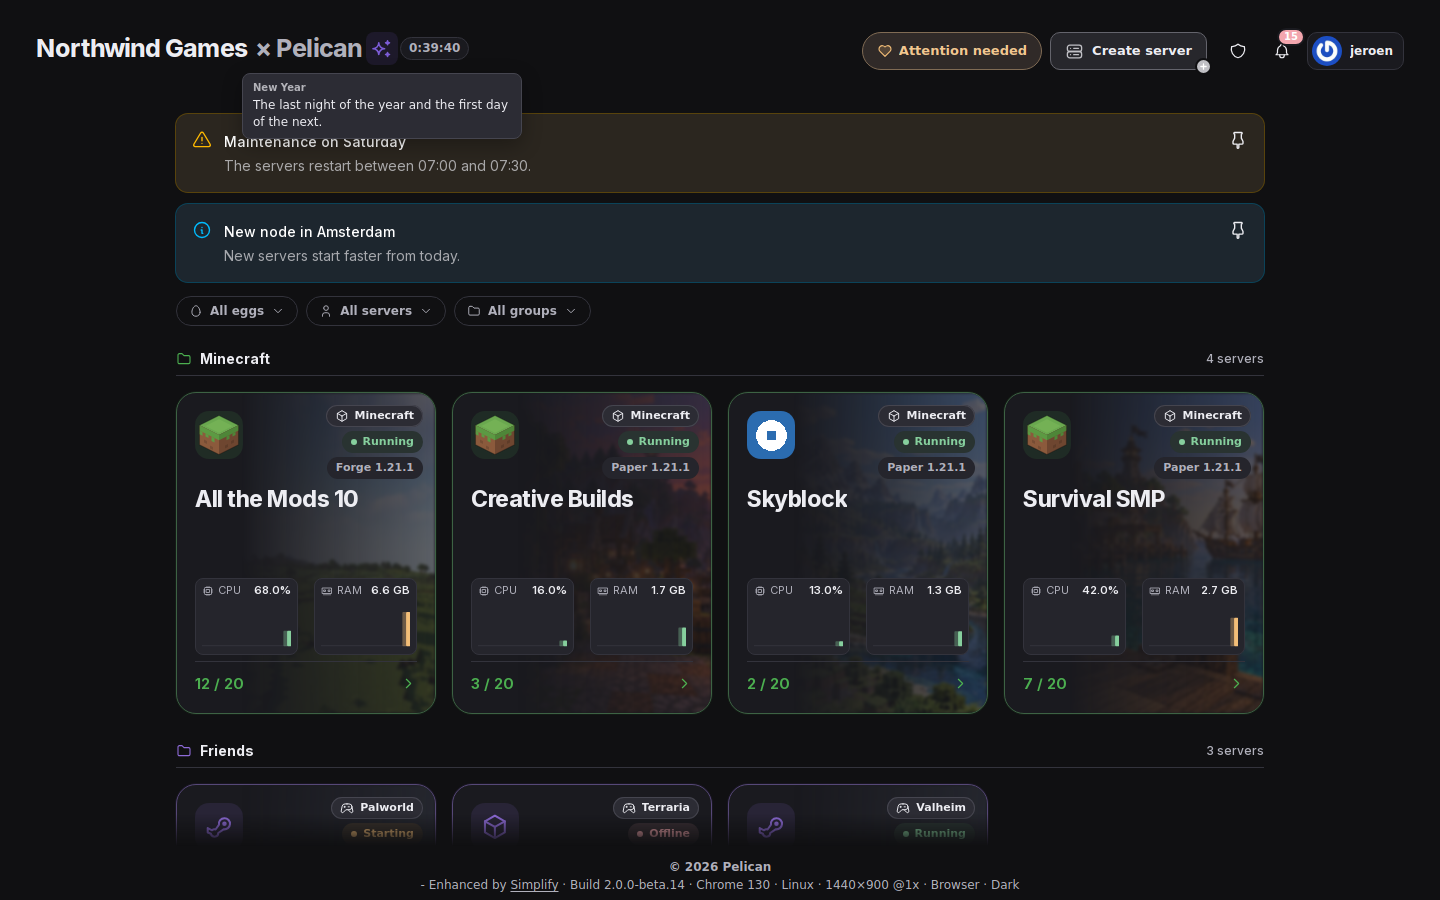 Northwind Games × Pelican
0:39:40
Attention needed
Create server
15
jeroen
New Year
The last night of the year and the first day
of the next.
Maintenance on Saturday
The servers restart between 07:00 and 07:30.
New node in Amsterdam
New servers start faster from today.
All eggs
All servers
All groups
Minecraft
4 servers
Minecraft
Running
Forge 1.21.1
All the Mods 10
CPU 68.0%
RAM 6.6 GB
12 / 20
Minecraft
Running
Paper 1.21.1
Creative Builds
CPU 16.0%
RAM 1.7 GB
3 / 20
Minecraft
Running
Paper 1.21.1
Skyblock
CPU 13.0%
RAM 1.3 GB
2 / 20
Minecraft
Running
Paper 1.21.1
Survival SMP
CPU 42.0%
RAM 2.7 GB
7 / 20
Friends
3 servers
Palworld
Starting
Terraria
Offline
Valheim
Running
© 2026 Pelican
- Enhanced by Simplify · Build 2.0.0-beta.14 · Chrome 130 · Linux · 1440×900 @1x · Browser · Dark